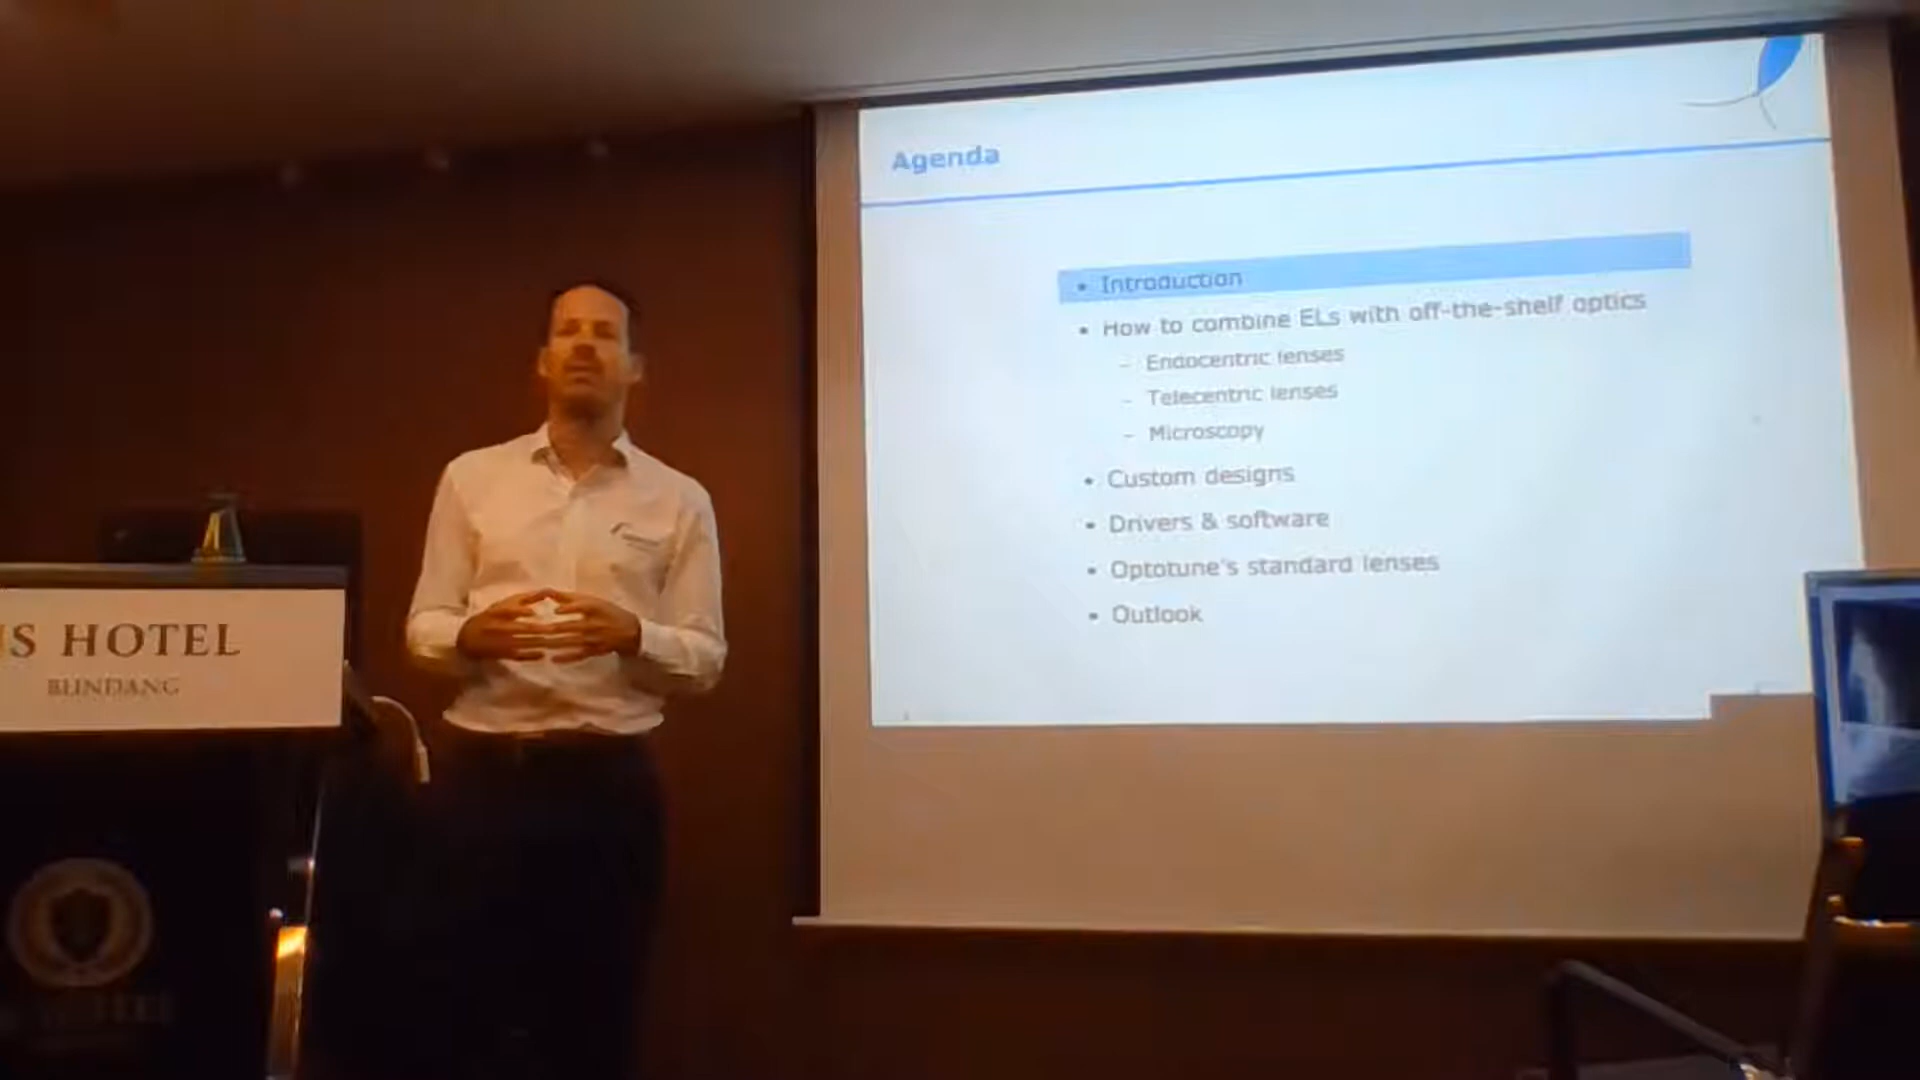 Agenda
• Introduction
• How to combine ELs with off-the-shelf optics
– Endocentric lenses
– Telecentric lenses
– Microscopy
• Custom designs
• Drivers & software
• Optotune's standard lenses
• Outlook
HOTEL
BUNDANG